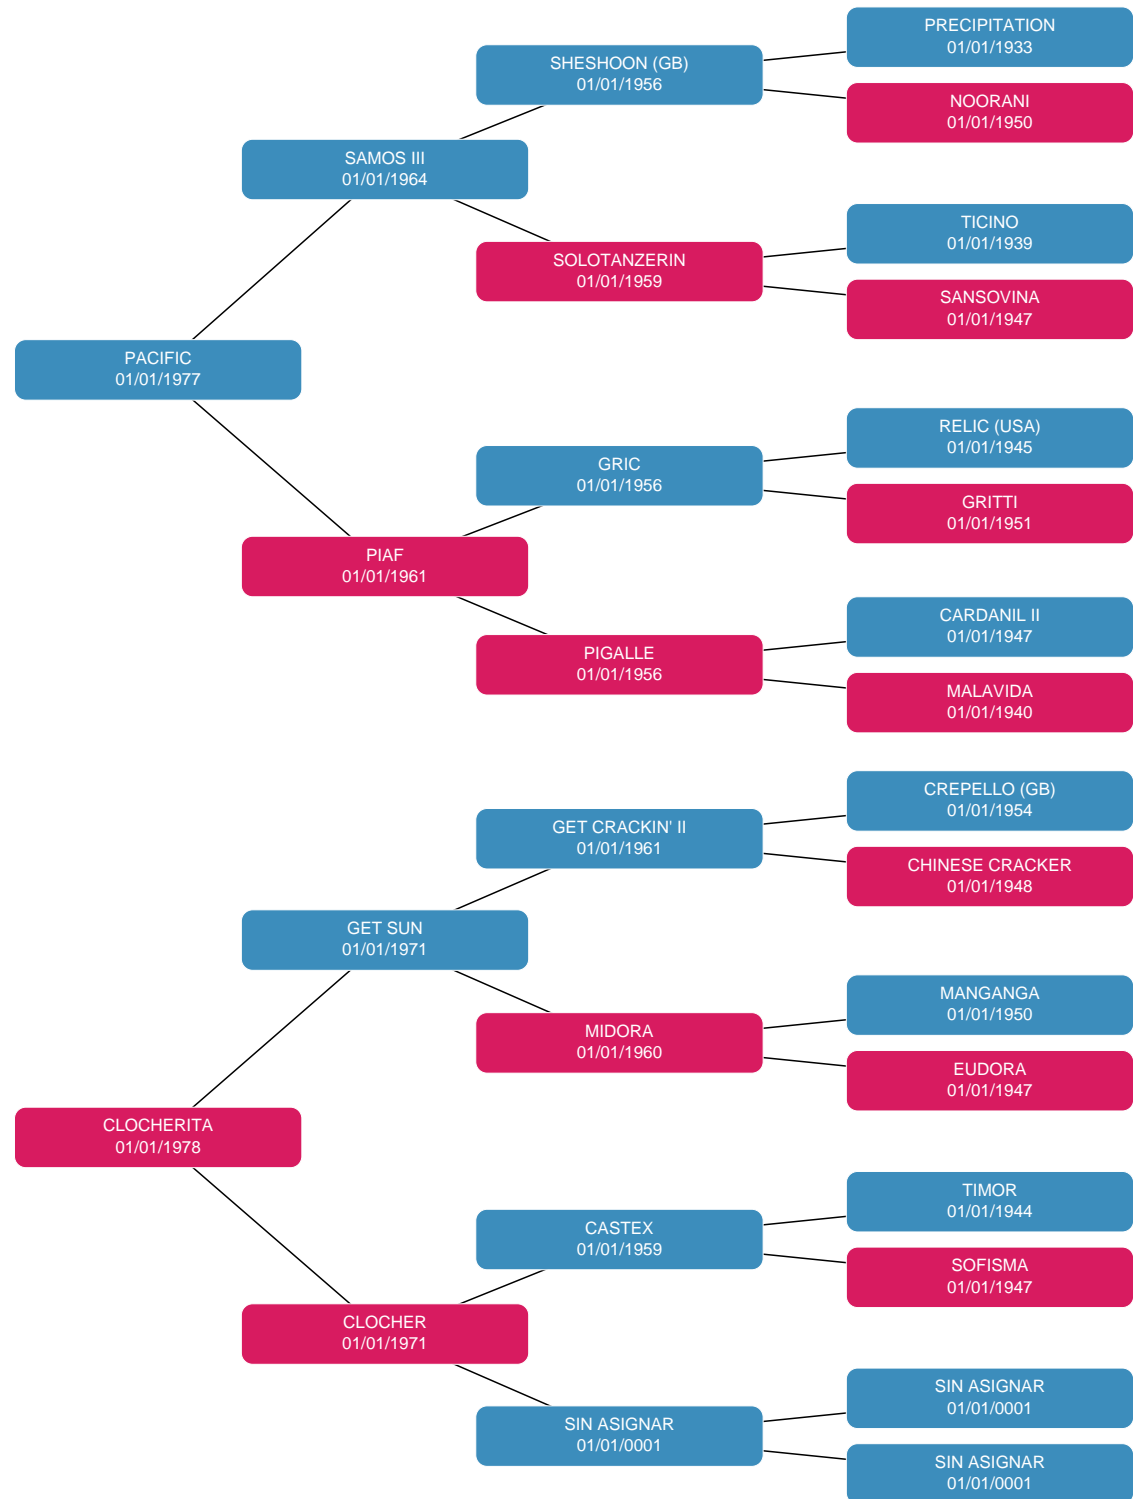 PRECIPITATION
01/01/1933
SHESHOON (GB)
01/01/1956
NOORANI
01/01/1950
SAMOS III
01/01/1964
TICINO
01/01/1939
SOLOTANZERIN
01/01/1959
SANSOVINA
01/01/1947
PACIFIC
01/01/1977
RELIC (USA)
01/01/1945
GRIC
01/01/1956
GRITTI
01/01/1951
PIAF
01/01/1961
CARDANIL II
01/01/1947
PIGALLE
01/01/1956
MALAVIDA
01/01/1940
CREPELLO (GB)
01/01/1954
GET CRACKIN' II
01/01/1961
CHINESE CRACKER
01/01/1948
GET SUN
01/01/1971
MANGANGA
01/01/1950
MIDORA
01/01/1960
EUDORA
01/01/1947
CLOCHERITA
01/01/1978
TIMOR
01/01/1944
CASTEX
01/01/1959
SOFISMA
01/01/1947
CLOCHER
01/01/1971
SIN ASIGNAR
01/01/0001
SIN ASIGNAR
01/01/0001
SIN ASIGNAR
01/01/0001